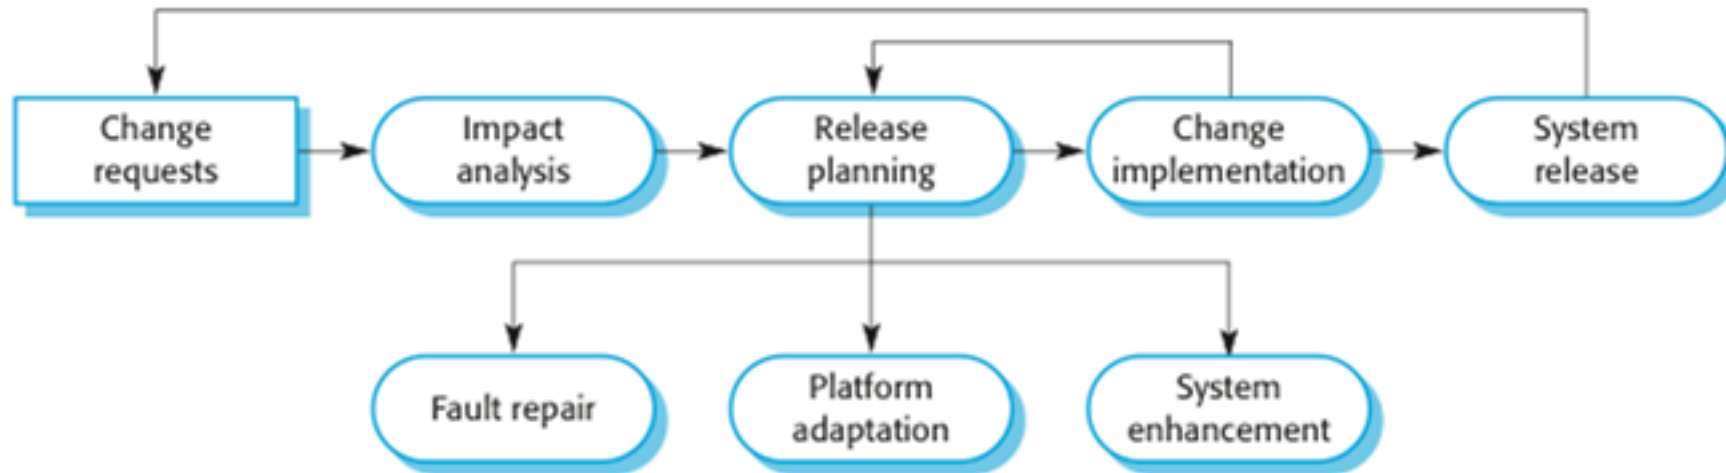 Change
requests
Impact
analysis
Release
planning
Change
implementation
System
release
Fault repair
Platform
adaptation
System
enhancement